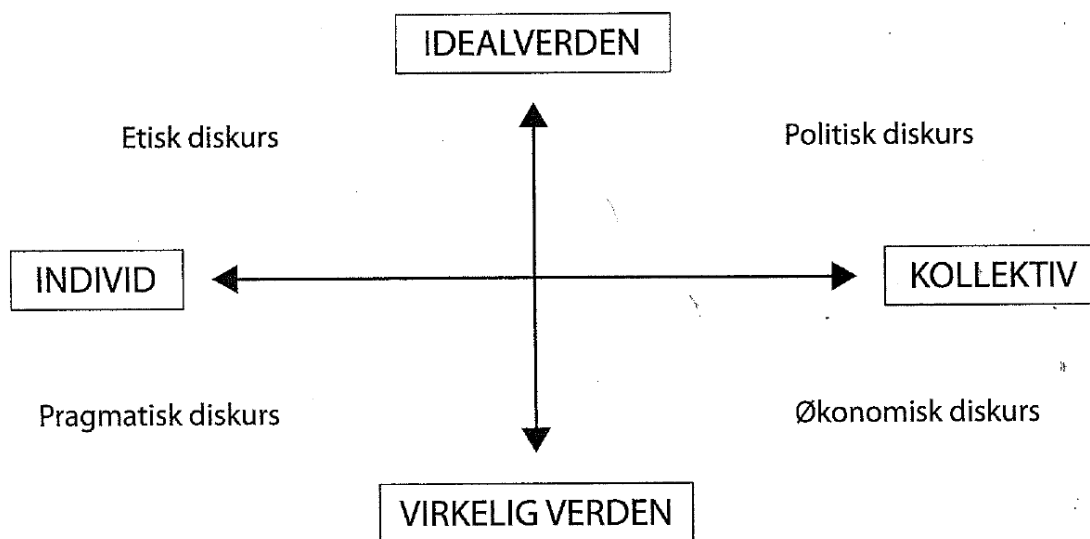 IDEALVERDEN
Etisk diskurs
Politisk diskurs
INDIVID
KOLLEKTIV
Pragmatisk diskurs
Økonomisk diskurs
VIRKELIG VERDEN